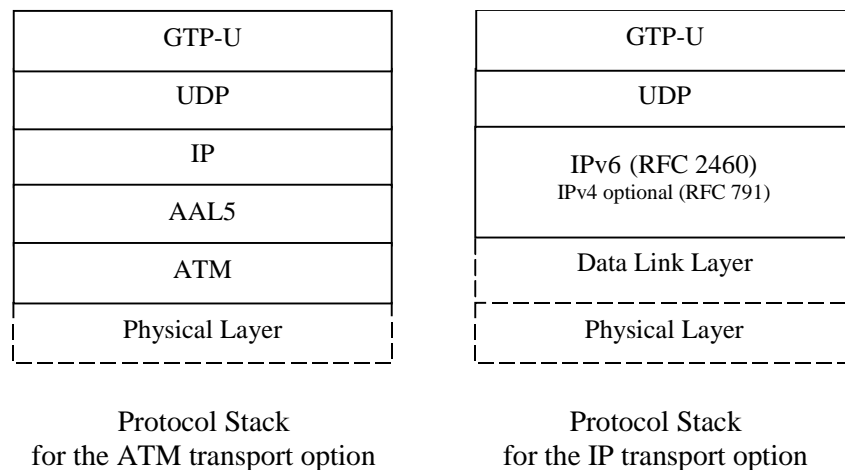 GTP-U
UDP
IP
AAL5
ATM
Physical Layer
Protocol Stack
for the ATM transport option
GTP-U
UDP
IPv6 (RFC 2460)
IPv4 optional (RFC 791)
Data Link Layer
Physical Layer
Protocol Stack
for the IP transport option